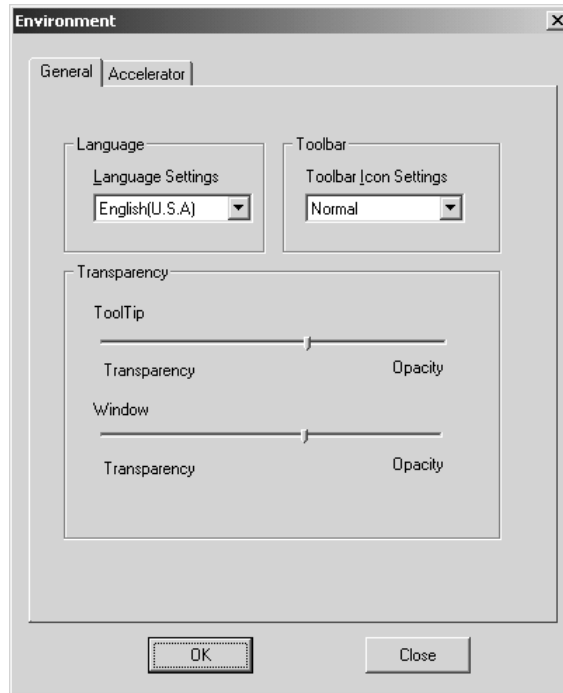 Environment
General Accelerator
Language
Language Settings
English(U.S.A)
Toolbar
Toolbar Icon Settings
Normal
Transparency
ToolTip
Transparency Opacity
Window
Transparency Opacity
OK Close